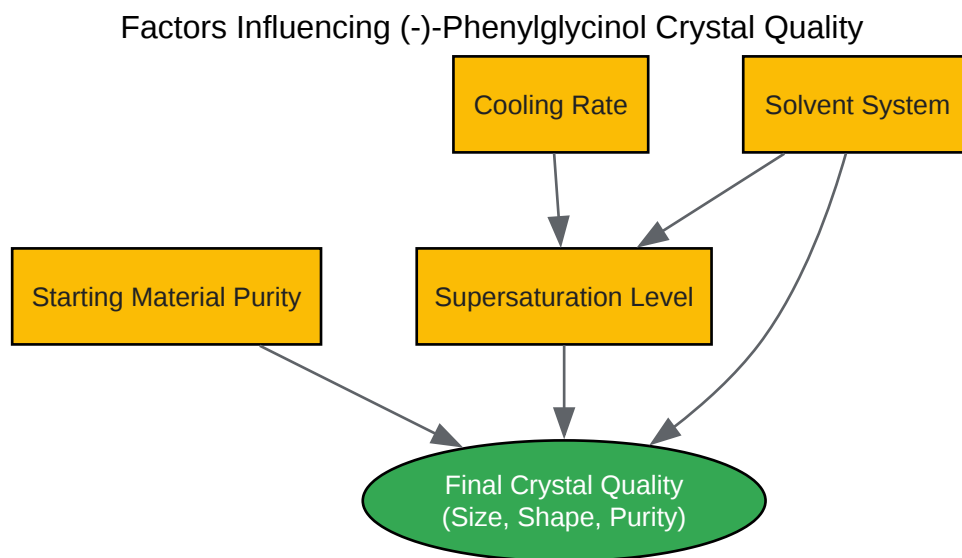 Factors Influencing (-)-Phenylglycinol Crystal Quality
Cooling Rate
Solvent System
Starting Material Purity
Supersaturation Level
Final Crystal Quality
(Size, Shape, Purity)